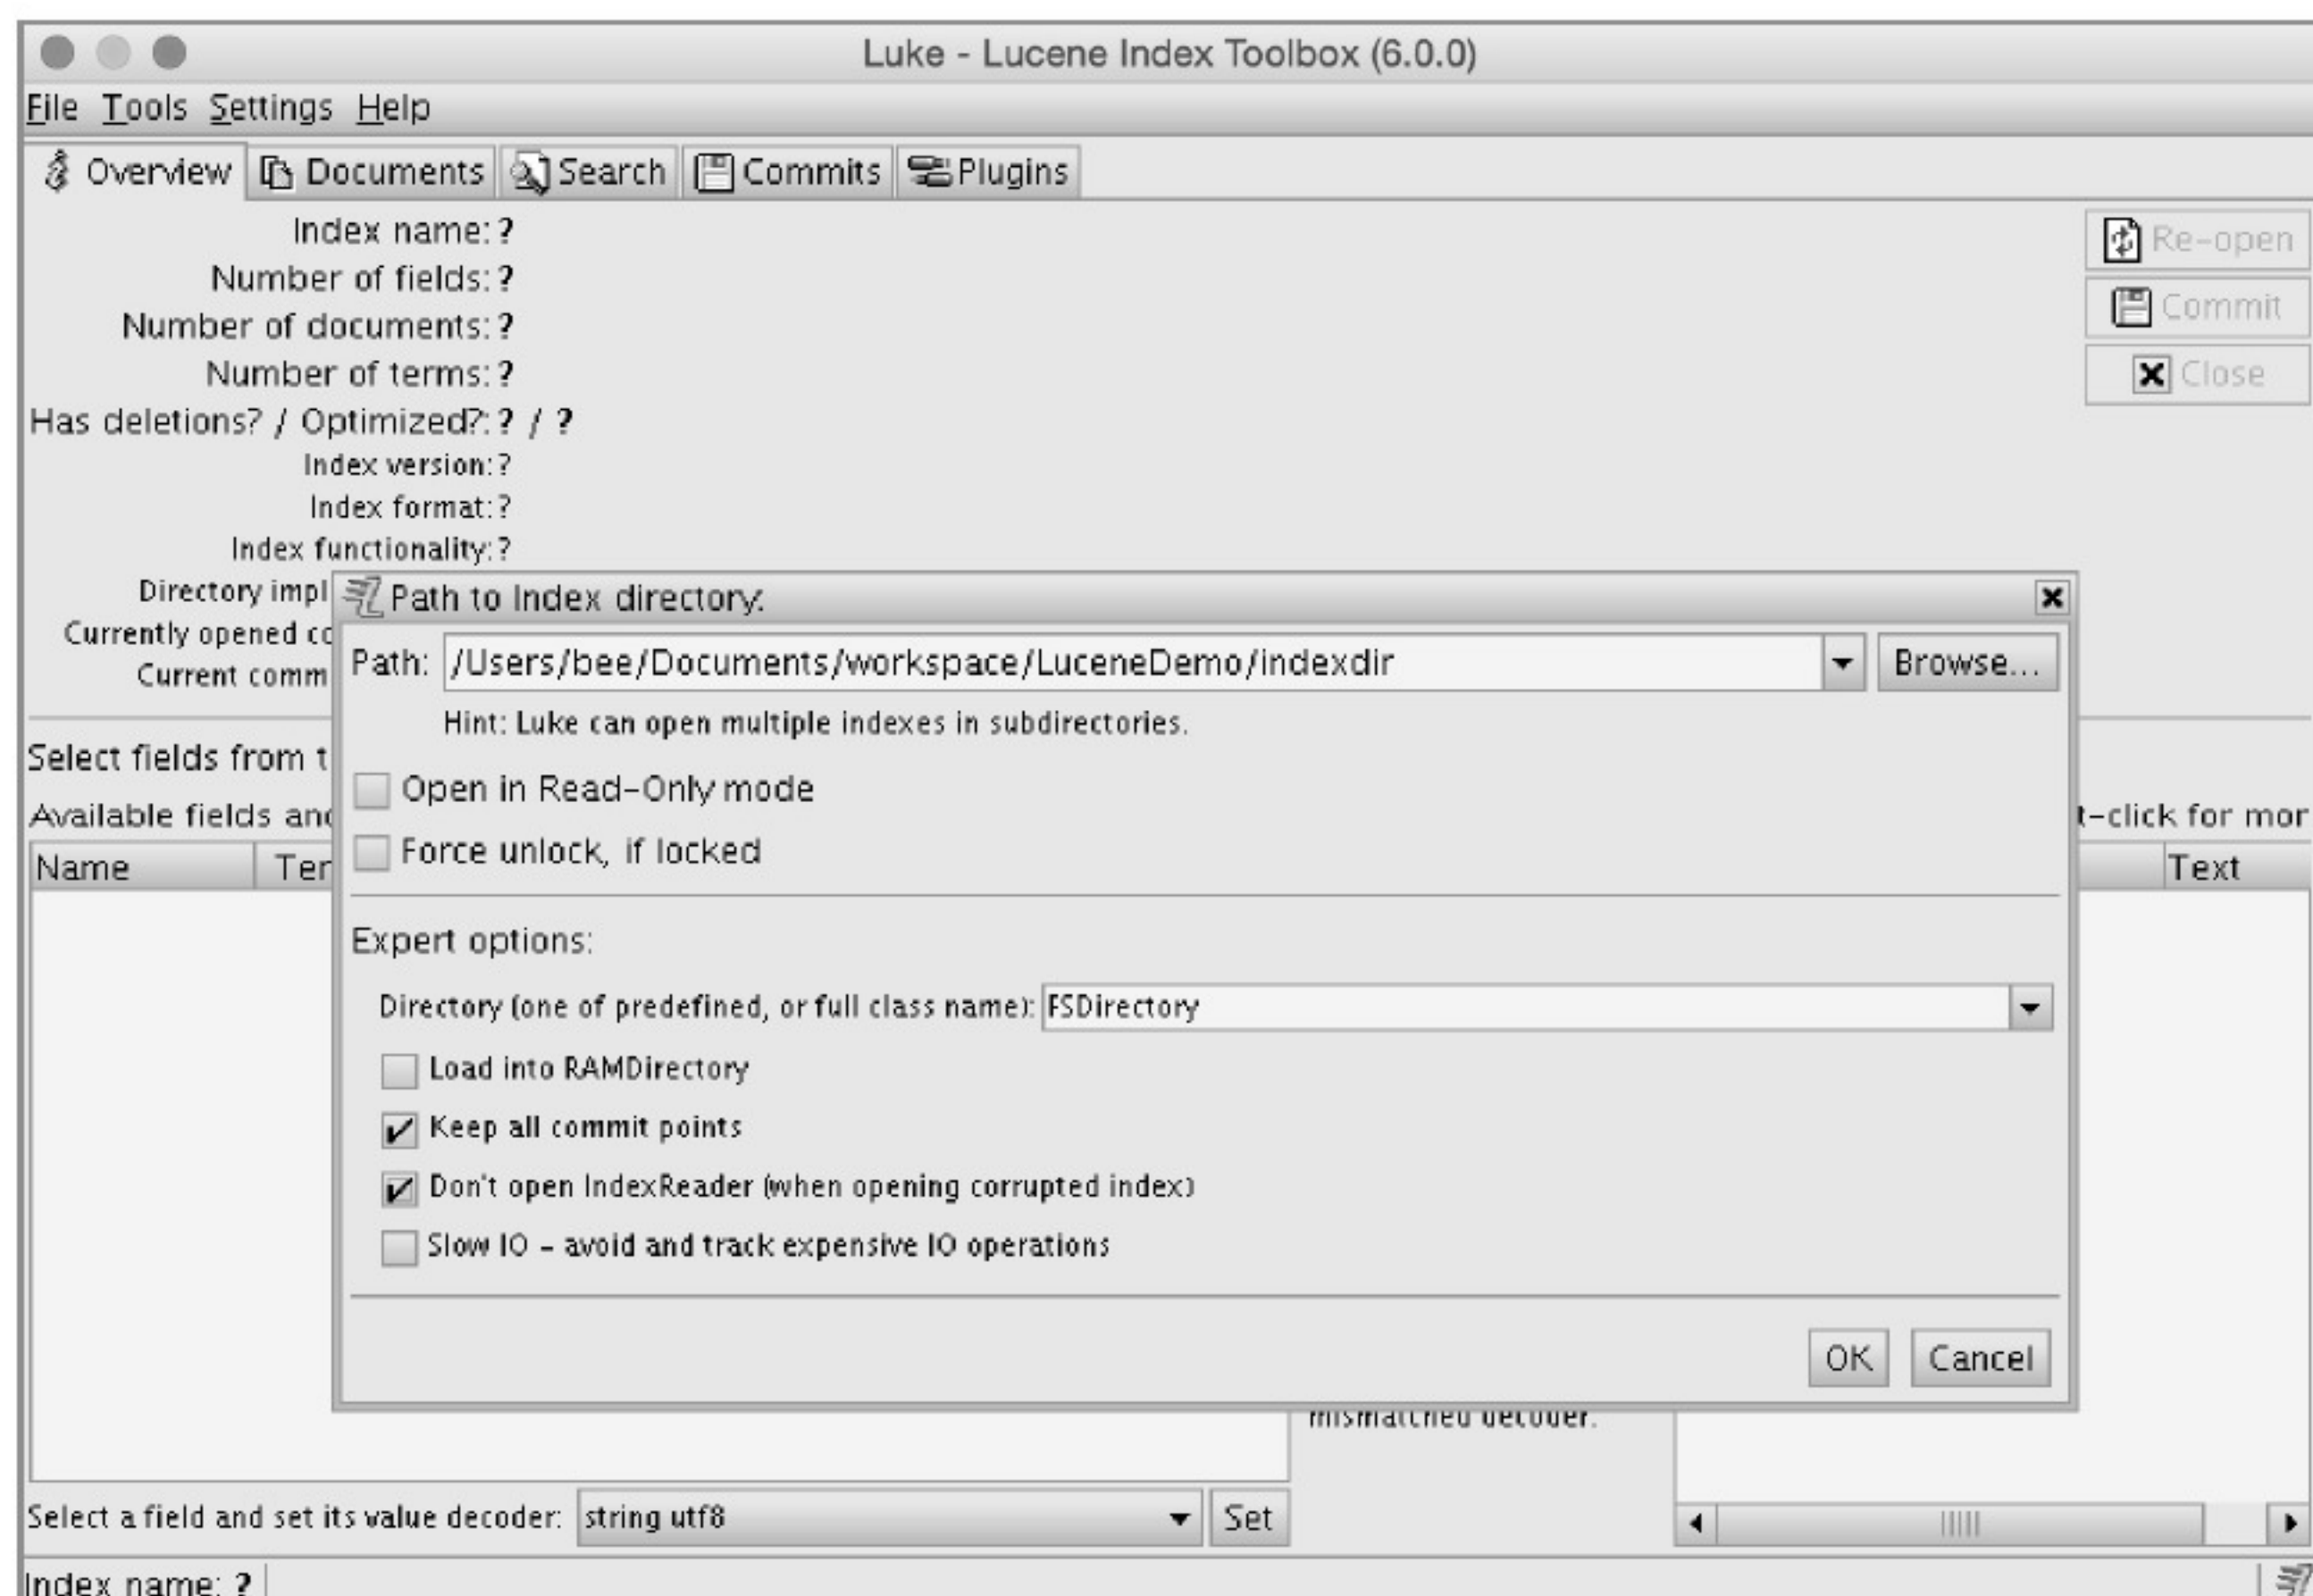 Luke - Lucene Index Toolbox (6.0.0)
File Tools Settings Help
Overview Documents Search Commits Plugins
Index name: ?
Re-open
Number of fields: ?
Number of documents: ?
Commit
Number of terms: ?
Close
Has deletions? / Optimized?: ? / ?
Index version: ?
Index format: ?
Index functionality: ?
Directory impl
Currently opened co
Current comm
Path to Index directory:
Path: /Users/bee/Documents/workspace/LuceneDemo/indexdir Browse...
Hint: Luke can open multiple indexes in subdirectories.
Select fields from t
Open in Read-Only mode
Available fields and
t-click for mor
Force unlock, if locked
Name Ter
Text
Expert options:
Directory (one of predefined, or full class name): FSDirectory
Load into RAMDirectory
Keep all commit points
Don't open IndexReader (when opening corrupted index)
Slow IO - avoid and track expensive IO operations
OK Cancel
mismatched decoder.
Select a field and set its value decoder: string utf8 Set
Index name: ?